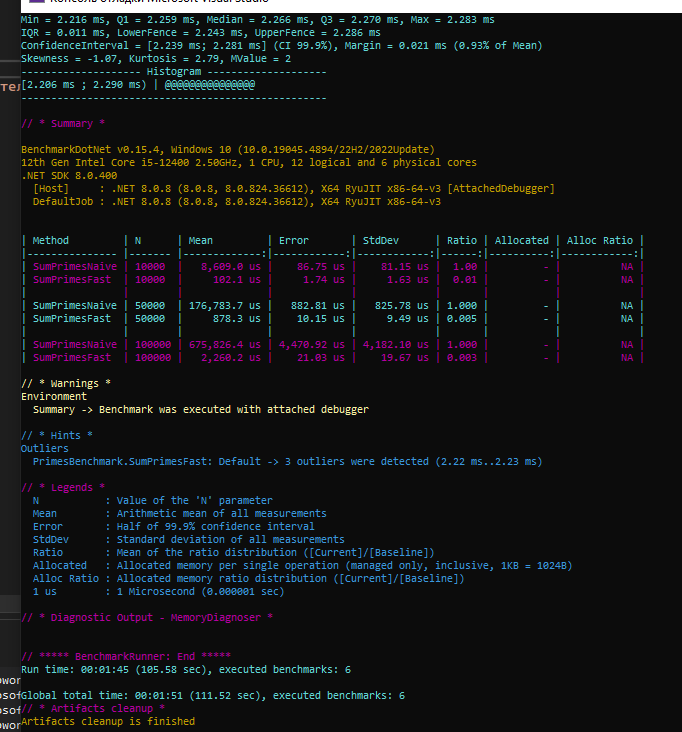 Консоль отладки Microsoft Visual Studio
Min = 2.216 ms, Q1 = 2.259 ms, Median = 2.266 ms, Q3 = 2.270 ms, Max = 2.283 ms
IQR = 0.011 ms, LowerFence = 2.243 ms, UpperFence = 2.286 ms
ConfidenceInterval = [2.239 ms; 2.281 ms] (CI 99.9%), Margin = 0.021 ms (0.93% of Mean)
Skewness = -1.07, Kurtosis = 2.79, MValue = 2
------------------- Histogram -------------------
[2.206 ms ; 2.290 ms) | @@@@@@@@@@@@@@@
---------------------------------------------------
// * Summary *
BenchmarkDotNet v0.15.4, Windows 10 (10.0.19045.4894/22H2/2022Update)
12th Gen Intel Core i5-12400 2.50GHz, 1 CPU, 12 logical and 6 physical cores
.NET SDK 8.0.400
[Host]     : .NET 8.0.8 (8.0.8, 8.0.824.36612), X64 RyuJIT x86-64-v3 [AttachedDebugger]
DefaultJob : .NET 8.0.8 (8.0.8, 8.0.824.36612), X64 RyuJIT x86-64-v3
| Method | N | Mean | Error | StdDev | Ratio | Allocated | Alloc Ratio |
|--------------- |------- |-------------:|------------:|------------:|------:|----------:|------------:|
| SumPrimesNaive | 10000 | 8,609.0 us | 86.75 us | 81.15 us | 1.00 | - | NA |
| SumPrimesFast | 10000 | 102.1 us | 1.74 us | 1.63 us | 0.01 | - | NA |
| | | | | | | | |
| SumPrimesNaive | 50000 | 176,783.7 us | 882.81 us | 825.78 us | 1.000 | - | NA |
| SumPrimesFast | 50000 | 878.3 us | 10.15 us | 9.49 us | 0.005 | - | NA |
| | | | | | | | |
| SumPrimesNaive | 100000 | 675,826.4 us | 4,470.92 us | 4,182.10 us | 1.000 | - | NA |
| SumPrimesFast | 100000 | 2,260.2 us | 21.03 us | 19.67 us | 0.003 | - | NA |
// * Warnings *
Environment
Summary -> Benchmark was executed with attached debugger
// * Hints *
Outliers
PrimesBenchmark.SumPrimesFast: Default -> 3 outliers were detected (2.22 ms..2.23 ms)
// * Legends *
N           : Value of the 'N' parameter
Mean        : Arithmetic mean of all measurements
Error       : Half of 99.9% confidence interval
StdDev      : Standard deviation of all measurements
Ratio       : Mean of the ratio distribution ([Current]/[Baseline])
Allocated   : Allocated memory per single operation (managed only, inclusive, 1KB = 1024B)
Alloc Ratio : Allocated memory ratio distribution ([Current]/[Baseline])
1 us        : 1 Microsecond (0.000001 sec)
// * Diagnostic Output - MemoryDiagnoser *
// ***** BenchmarkRunner: End *****
Run time: 00:01:45 (105.58 sec), executed benchmarks: 6
Global total time: 00:01:51 (111.52 sec), executed benchmarks: 6
// * Artifacts cleanup *
Artifacts cleanup is finished